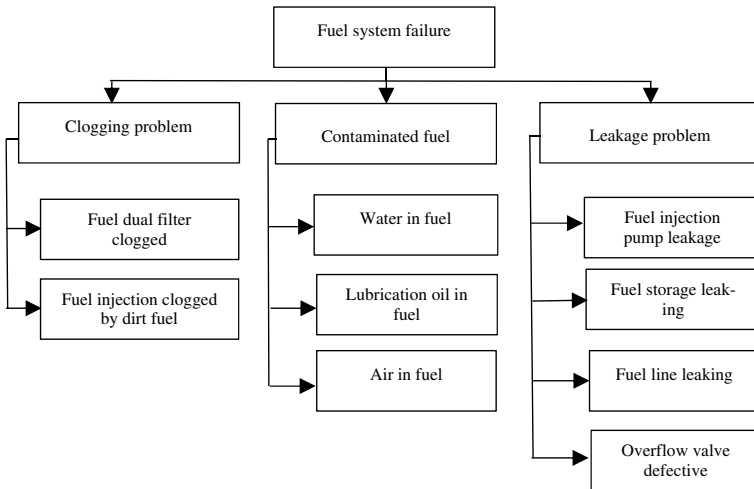 Fuel system failure
Clogging problem
Contaminated fuel
Leakage problem
Fuel dual filter
clogged
Fuel injection clogged
by dirt fuel
Water in fuel
Lubrication oil in
fuel
Air in fuel
Fuel injection
pump leakage
Fuel storage leak-
ing
Fuel line leaking
Overflow valve
defective